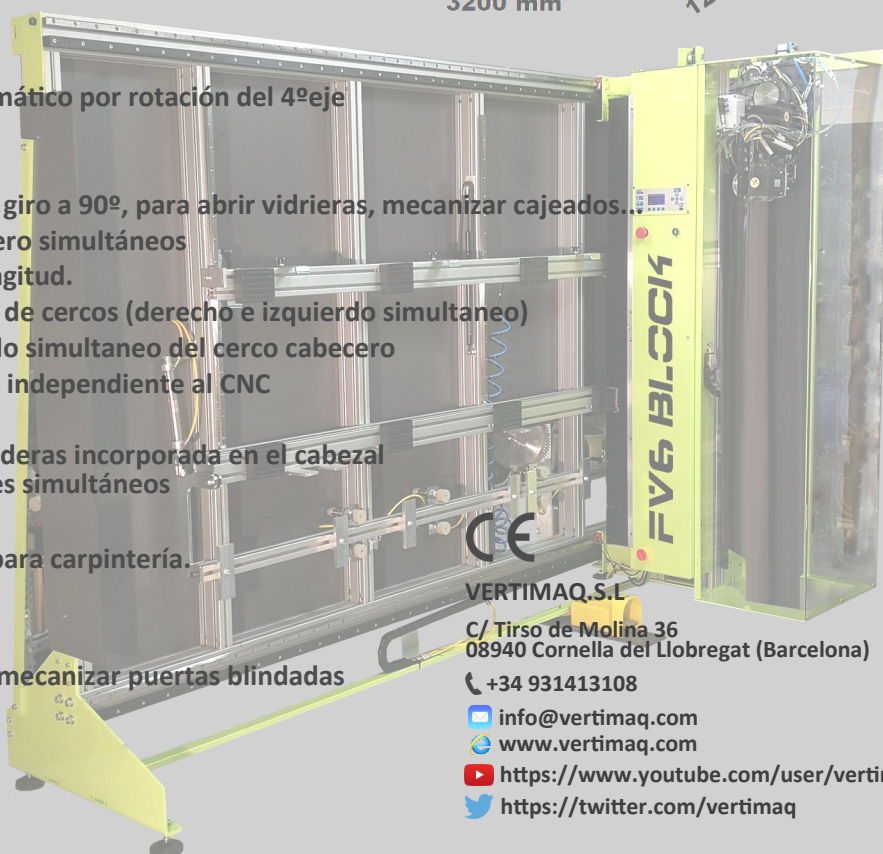 3200 mm
mático por rotación del 4ºeje
giro a 90º, para abrir vidrieras, mecanizar cajeados...
ero simultáneos
gitud.
de cercos (derecho e izquierdo simultaneo)
lo simultaneo del cerco cabecero
independiente al CNC
deras incorporada en el cabezal
es simultáneos
para carpintería.
mecanizar puertas blindadas
FV6 BLOCK
CE
VERTIMAQ.S.L
C/ Tirso de Molina 36
08940 Cornella del Llobregat (Barcelona)
+34 931413108
info@vertimaq.com
www.vertimaq.com
https://www.youtube.com/user/verti
https://twitter.com/vertimaq